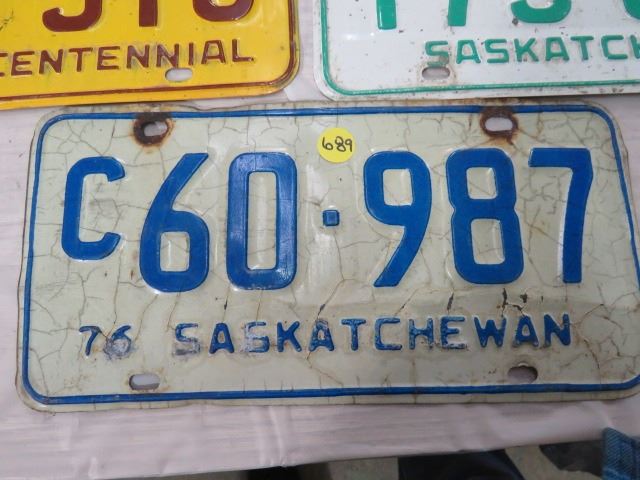 CENTENNIAL
SASKATCH
689
C60·987
76 SASKATCHEWAN